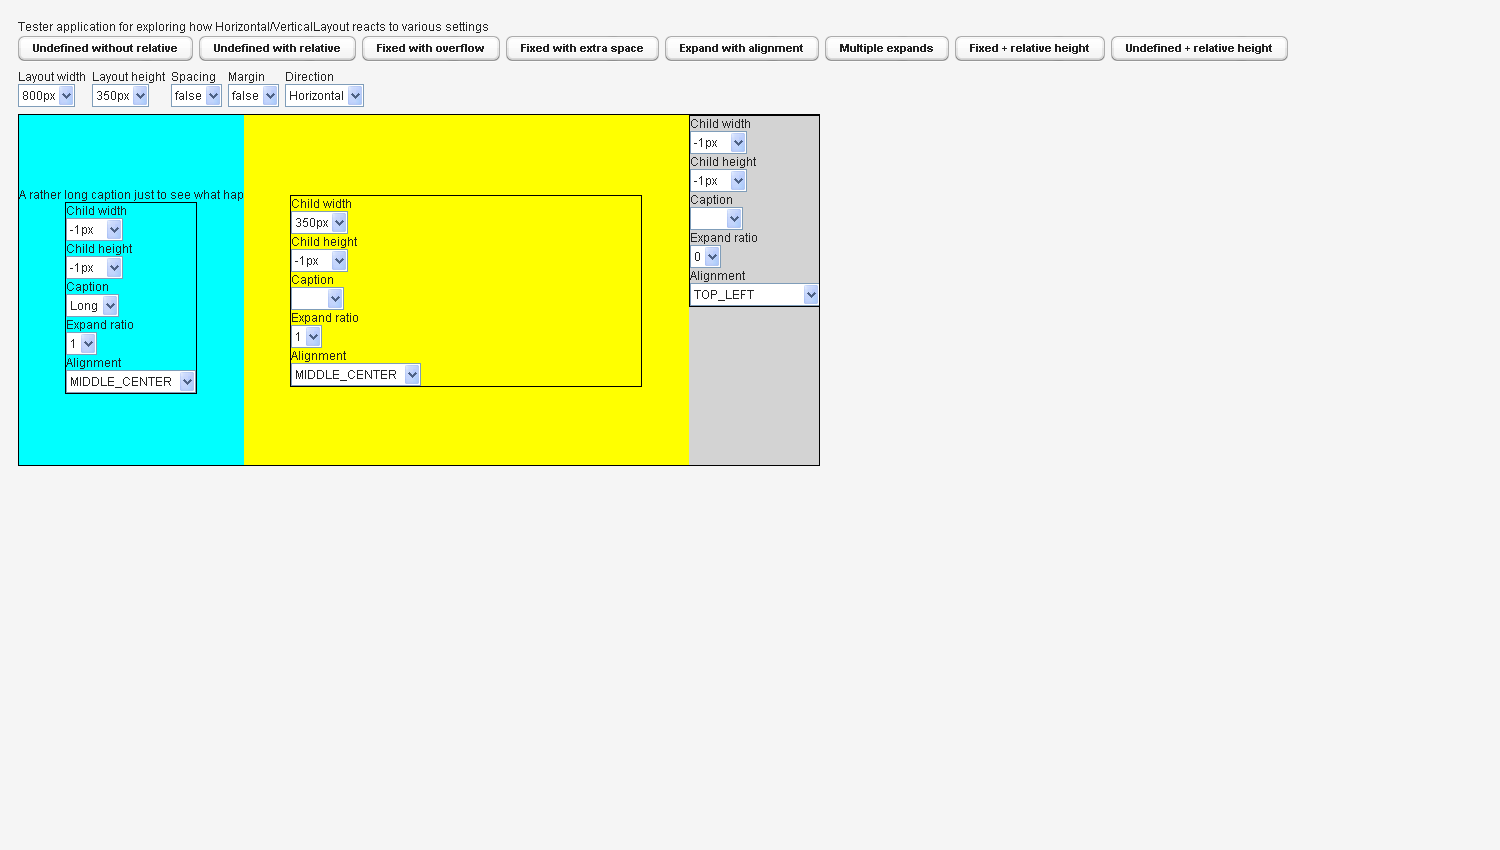 Tester application for exploring how Horizontal/VerticalLayout reacts to various settings
Undefined without relative Undefined with relative Fixed with overflow Fixed with extra space Expand with alignment Multiple expands Fixed + relative height Undefined + relative height
Layout width Layout height Spacing Margin Direction
800px 350px false false Horizontal
A rather long caption just to see what hap
Child width
-1px
Child height
-1px
Caption
Long
Expand ratio
1
Alignment
MIDDLE_CENTER
Child width
350px
Child height
-1px
Caption
Expand ratio
1
Alignment
MIDDLE_CENTER
Child width
-1px
Child height
-1px
Caption
Expand ratio
0
Alignment
TOP_LEFT